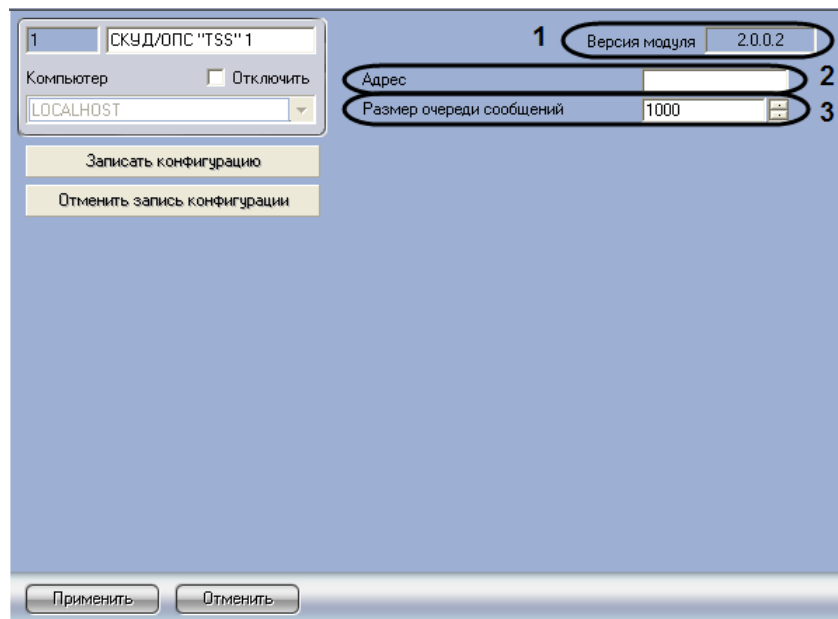 1 СКУД/ОПС "TSS" 1
Компьютер Отключить
LOCALHOST
Записать конфигурацию
Отменить запись конфигурации
1 Версия модуля 2.0.0.2
Адрес 2
Размер очереди сообщений 1000 3
Применить Отменить